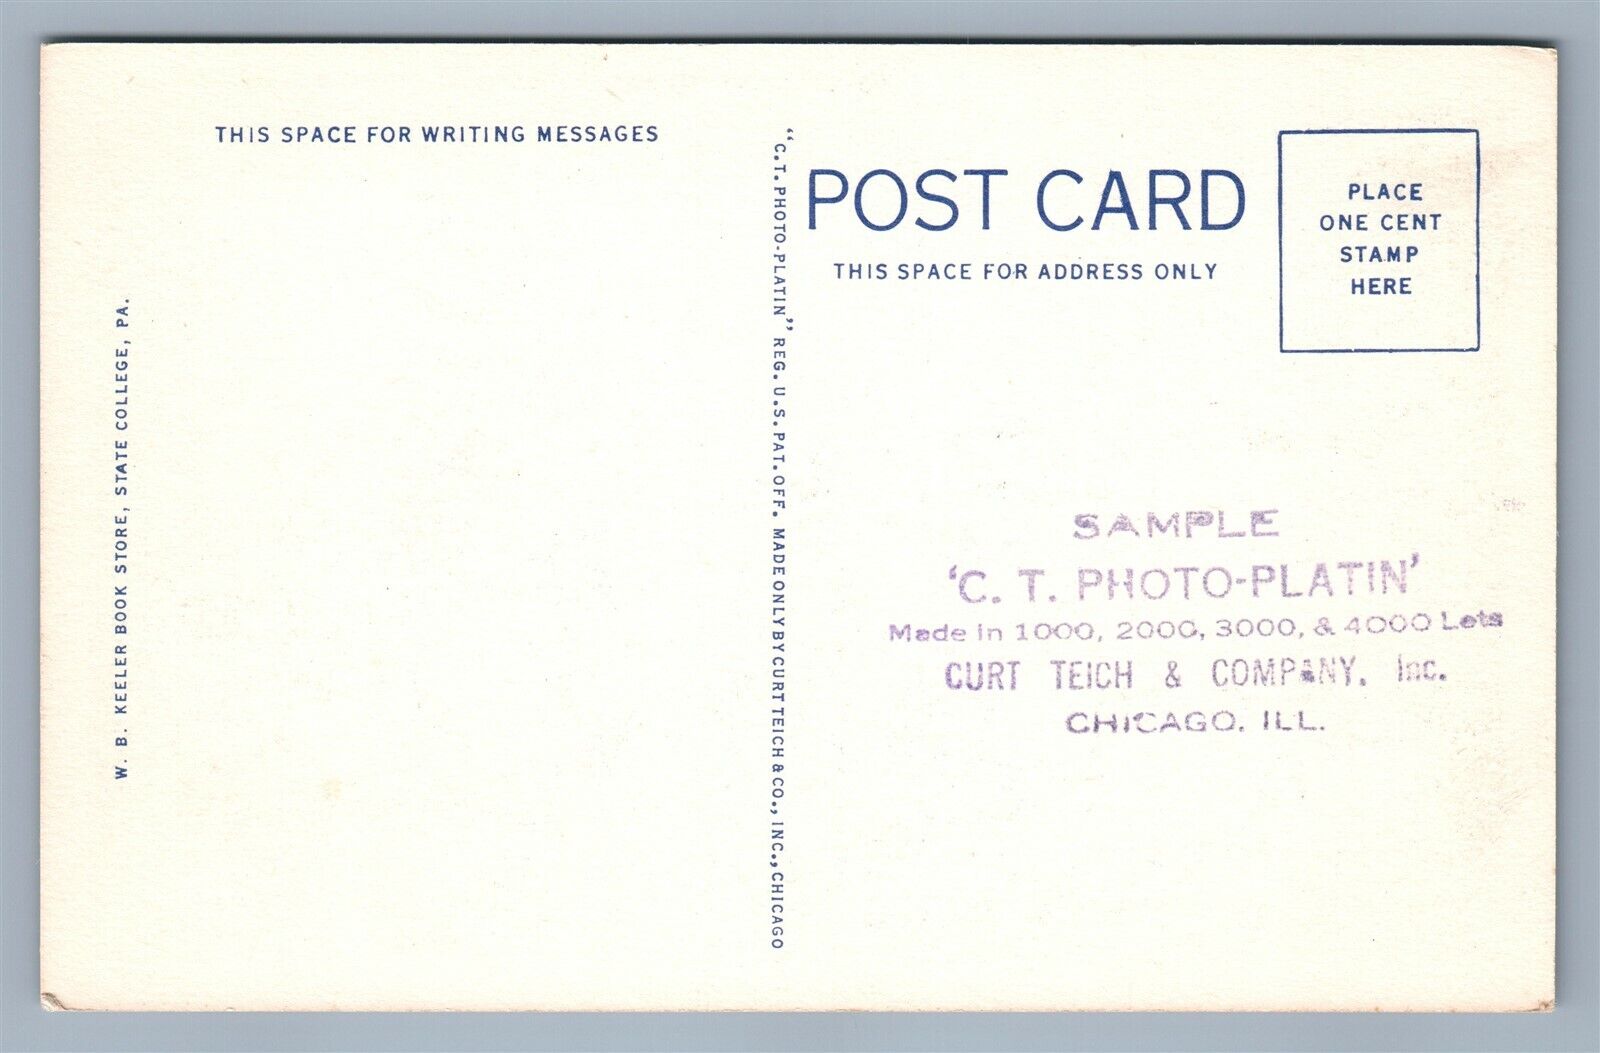 THIS SPACE FOR WRITING MESSAGES
W. B. KEELER BOOK STORE, STATE COLLEGE, PA.
"C.T. PHOTO-PLATIN" REG. U.S. PAT. OFF. MADE ONLY BY CURT TEICH & CO., INC., CHICAGO
POST CARD
THIS SPACE FOR ADDRESS ONLY
PLACE
ONE CENT
STAMP
HERE
SAMPLE
'C. T. PHOTO-PLATIN'
Made in 1000, 2000, 3000, & 4000 Lots
CURT TEICH & COMPANY, Inc.
CHICAGO, ILL.